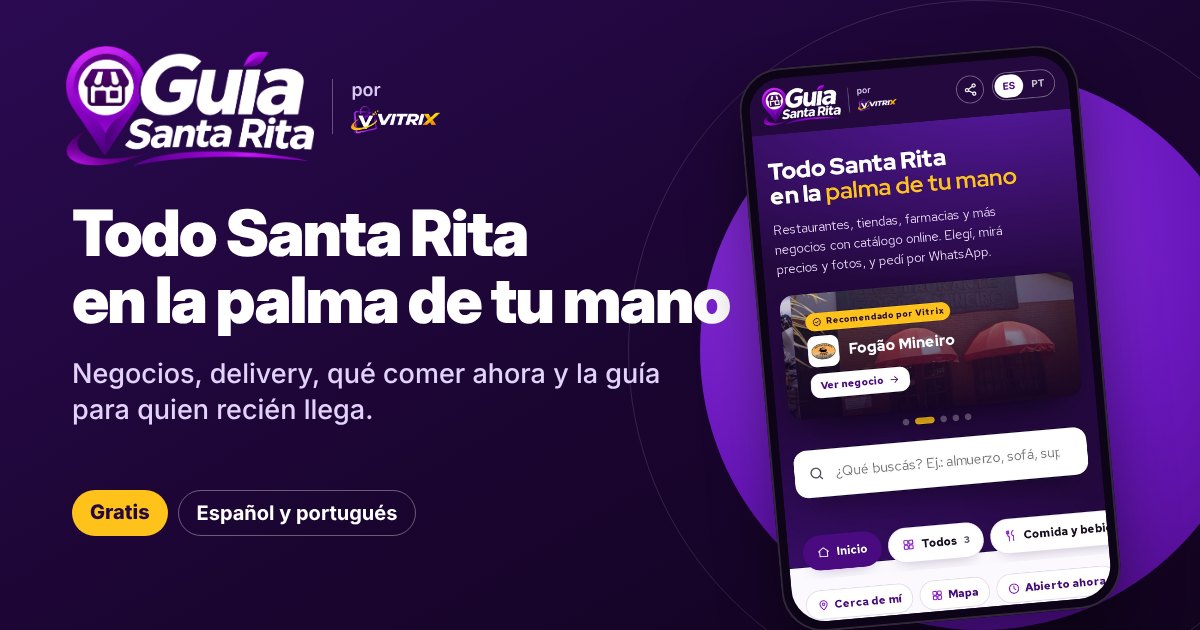 Guía
Santa Rita
por
VITRIX
Todo Santa Rita
en la palma de tu mano
Negocios, delivery, qué comer ahora y la guía
para quien recién llega.
Gratis
Español y portugués
Guía
Santa Rita
por
VITRIX
ES
PT
Todo Santa Rita
en la palma de tu mano
Restaurantes, tiendas, farmacias y más
negocios con catálogo online. Elegí, mirá
precios y fotos, y pedí por WhatsApp.
Recomendado por Vitrix
Fogão Mineiro
Ver negocio →
¿Qué buscás? Ej.: almuerzo, sofá, sup
Inicio
Todos 3
Comida y bebi
Cerca de mí
Mapa
Abierto ahora